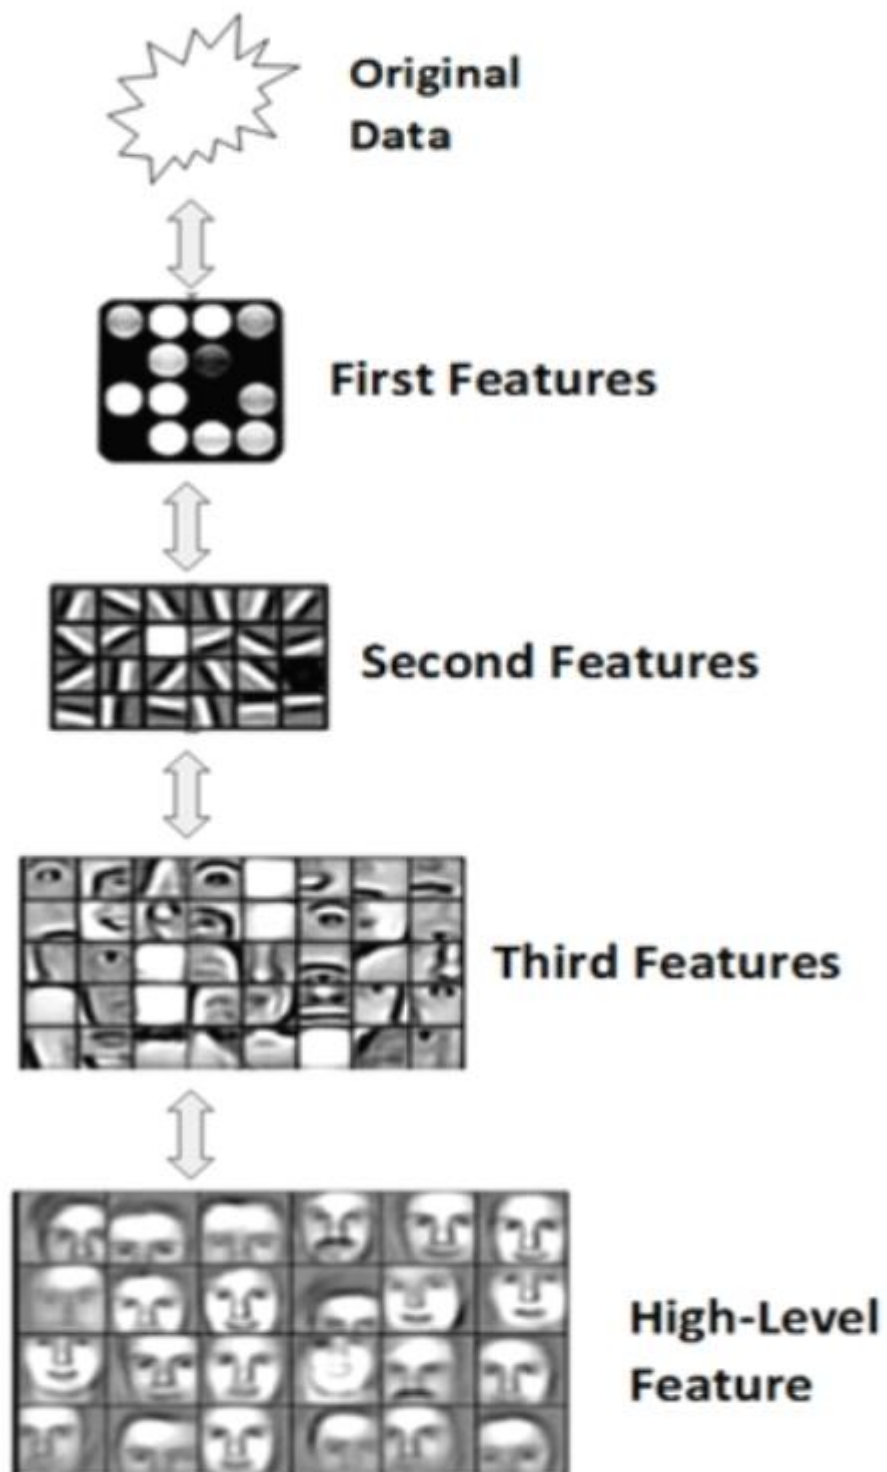 Original
Data
First Features
Second Features
Third Features
High-Level
Feature